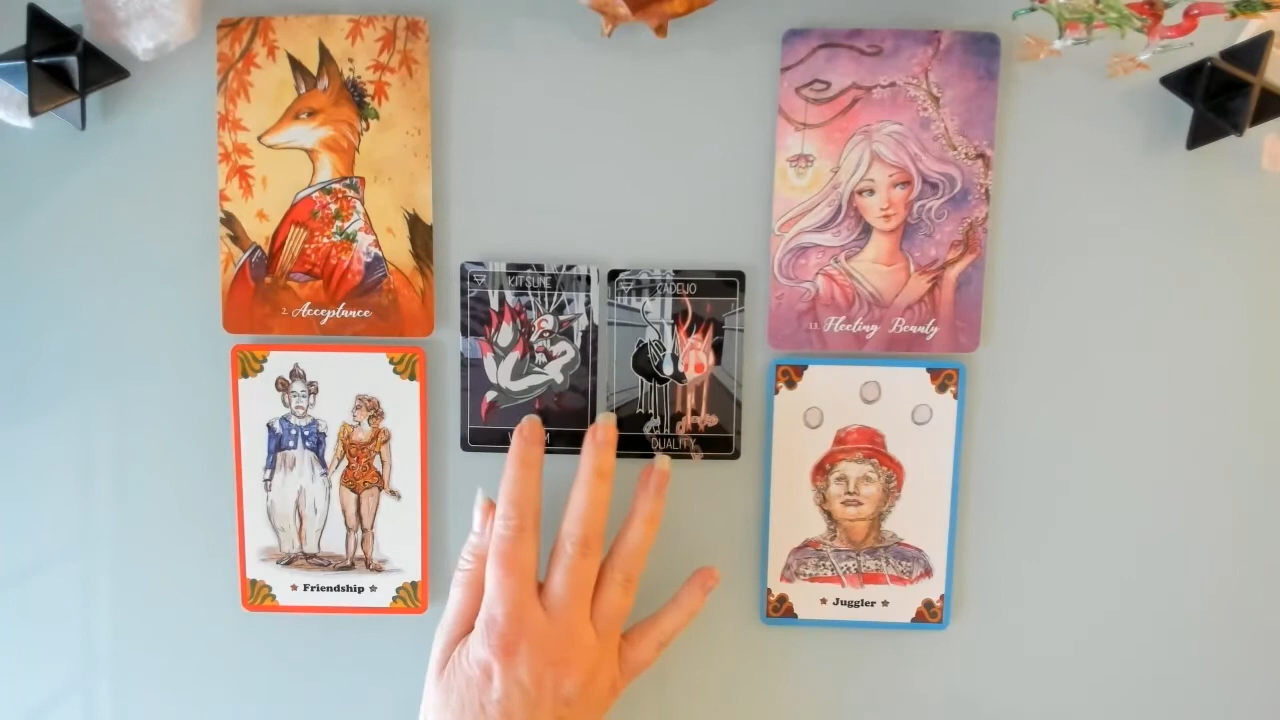 2. Acceptance
13. Fleeting Beauty
KITSUNE
CADEJO
DUALITY
Friendship
Juggler